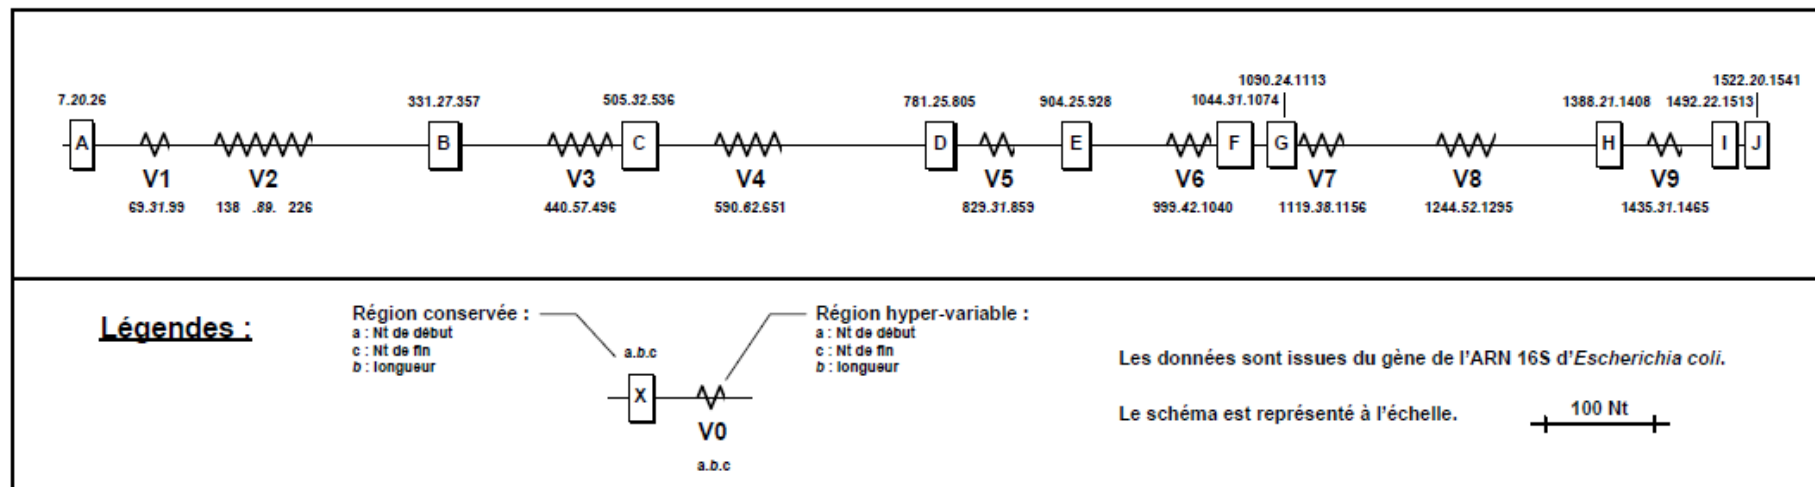 1090.24.1113
1522.20.1541
7.20.26
331.27.357
505.32.536
781.25.805
904.25.928
1044.31.1074
1388.21.1408
1492.22.1513
A
B
C
D
E
F
G
H
I
J
V1
V2
V3
V4
V5
V6
V7
V8
V9
69.31.99
138 .89. 226
440.57.496
590.62.651
829.31.859
999.42.1040
1119.38.1156
1244.52.1295
1435.31.1465
Légendes :
Région conservée :
a : Nt de début
c : Nt de fin
b : longueur
a.b.c
X
V0
a.b.c
Région hyper-variable :
a : Nt de début
c : Nt de fin
b : longueur
Les données sont issues du gène de l'ARN 16S d'Escherichia coli.
Le schéma est représenté à l'échelle.
100 Nt